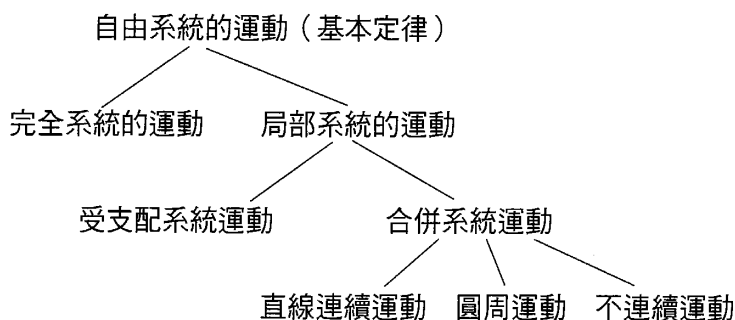 自由系統的運動（基本定律）
完全系統的運動 局部系統的運動
受支配系統運動 合併系統運動
直線連續運動 圓周運動 不連續運動